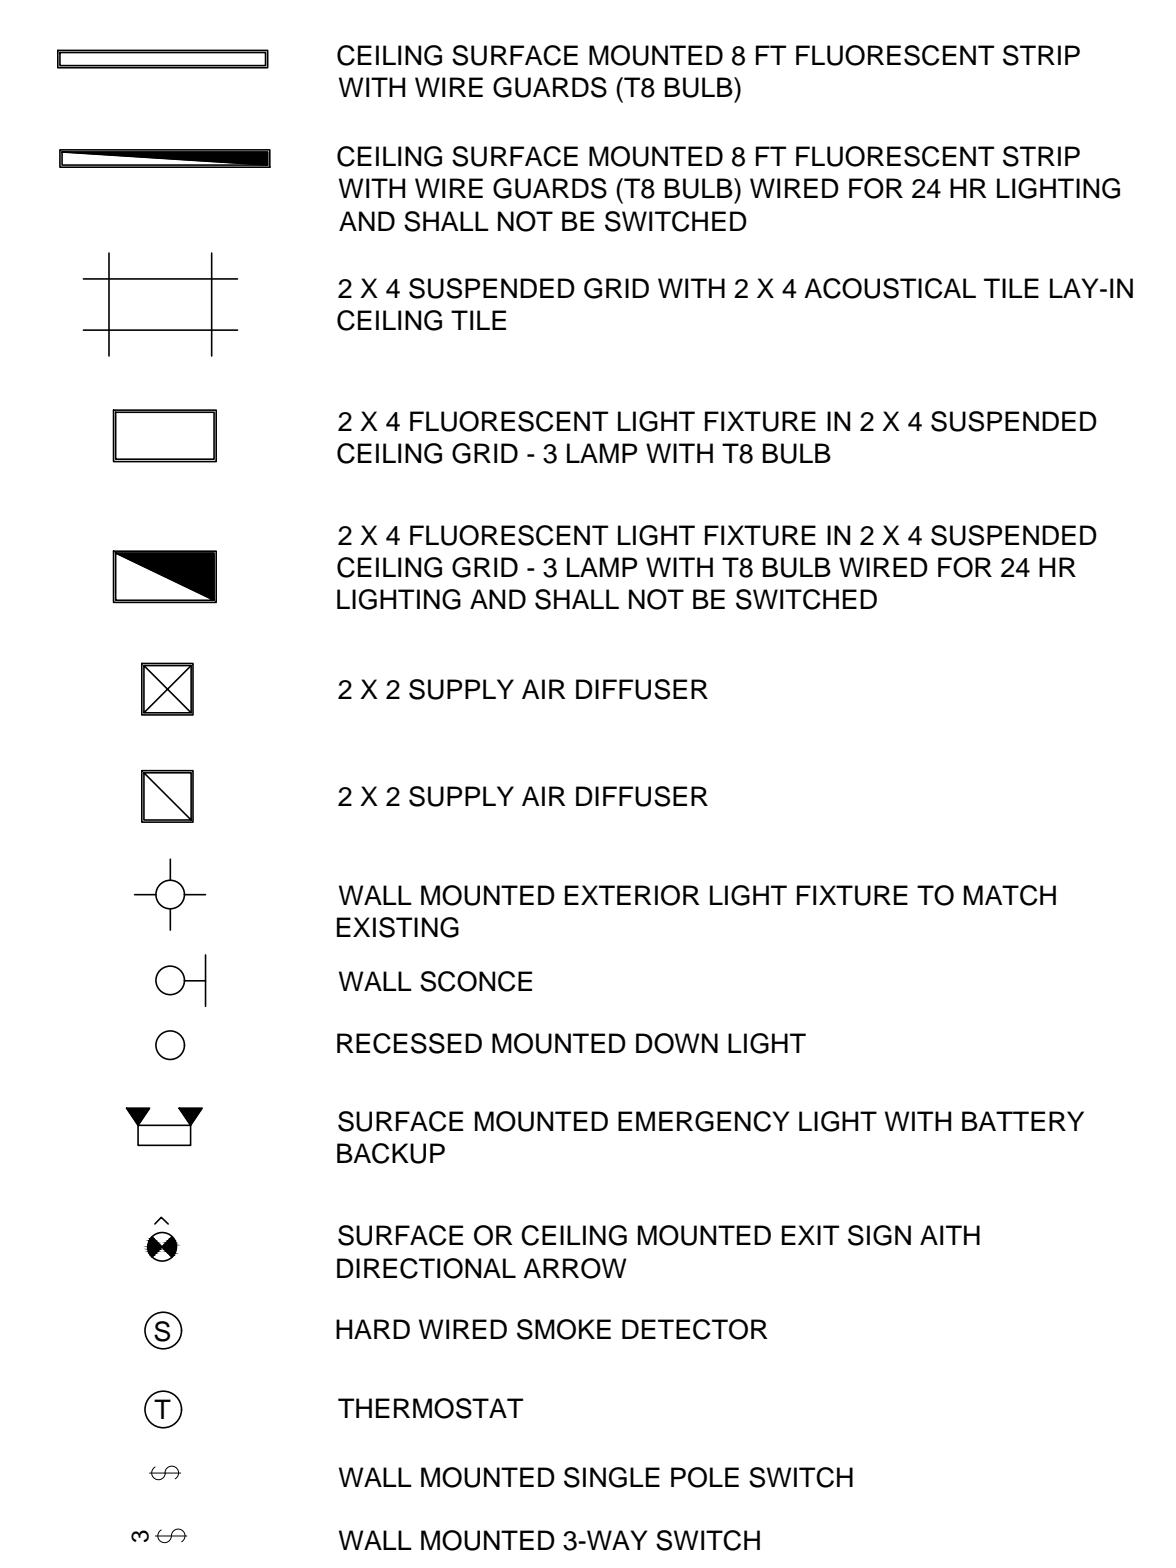 CEILING SURFACE MOUNTED 8 FT FLUORESCENT STRIP
WITH WIRE GUARDS (T8 BULB)
CEILING SURFACE MOUNTED 8 FT FLUORESCENT STRIP
WITH WIRE GUARDS (T8 BULB) WIRED FOR 24 HR LIGHTING
AND SHALL NOT BE SWITCHED
2 X 4 SUSPENDED GRID WITH 2 X 4 ACOUSTICAL TILE LAY-IN
CEILING TILE
2 X 4 FLUORESCENT LIGHT FIXTURE IN 2 X 4 SUSPENDED
CEILING GRID - 3 LAMP WITH T8 BULB
2 X 4 FLUORESCENT LIGHT FIXTURE IN 2 X 4 SUSPENDED
CEILING GRID - 3 LAMP WITH T8 BULB WIRED FOR 24 HR
LIGHTING AND SHALL NOT BE SWITCHED
2 X 2 SUPPLY AIR DIFFUSER
2 X 2 SUPPLY AIR DIFFUSER
WALL MOUNTED EXTERIOR LIGHT FIXTURE TO MATCH
EXISTING
WALL SCONCE
RECESSED MOUNTED DOWN LIGHT
SURFACE MOUNTED EMERGENCY LIGHT WITH BATTERY
BACKUP
SURFACE OR CEILING MOUNTED EXIT SIGN AITH
DIRECTIONAL ARROW
S HARD WIRED SMOKE DETECTOR
T THERMOSTAT
$ WALL MOUNTED SINGLE POLE SWITCH
3 $ WALL MOUNTED 3-WAY SWITCH